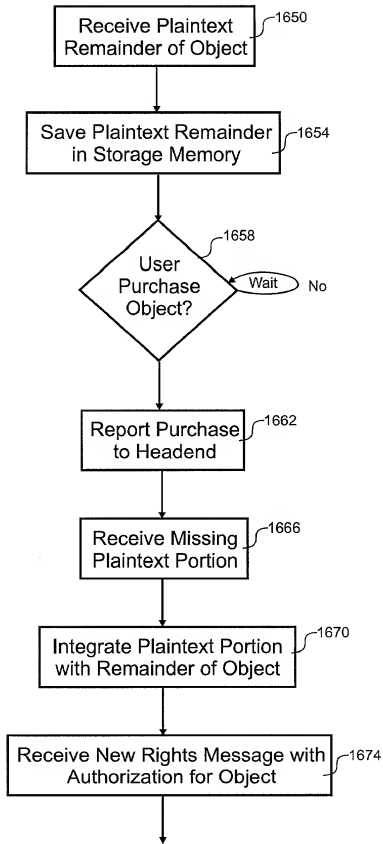 Receive Plaintext
Remainder of Object
1650
Save Plaintext Remainder
in Storage Memory
1654
1658
User
Purchase
Object?
Wait
No
Report Purchase
to Headend
1662
Receive Missing
Plaintext Portion
1666
Integrate Plaintext Portion
with Remainder of Object
1670
Receive New Rights Message with
Authorization for Object
1674